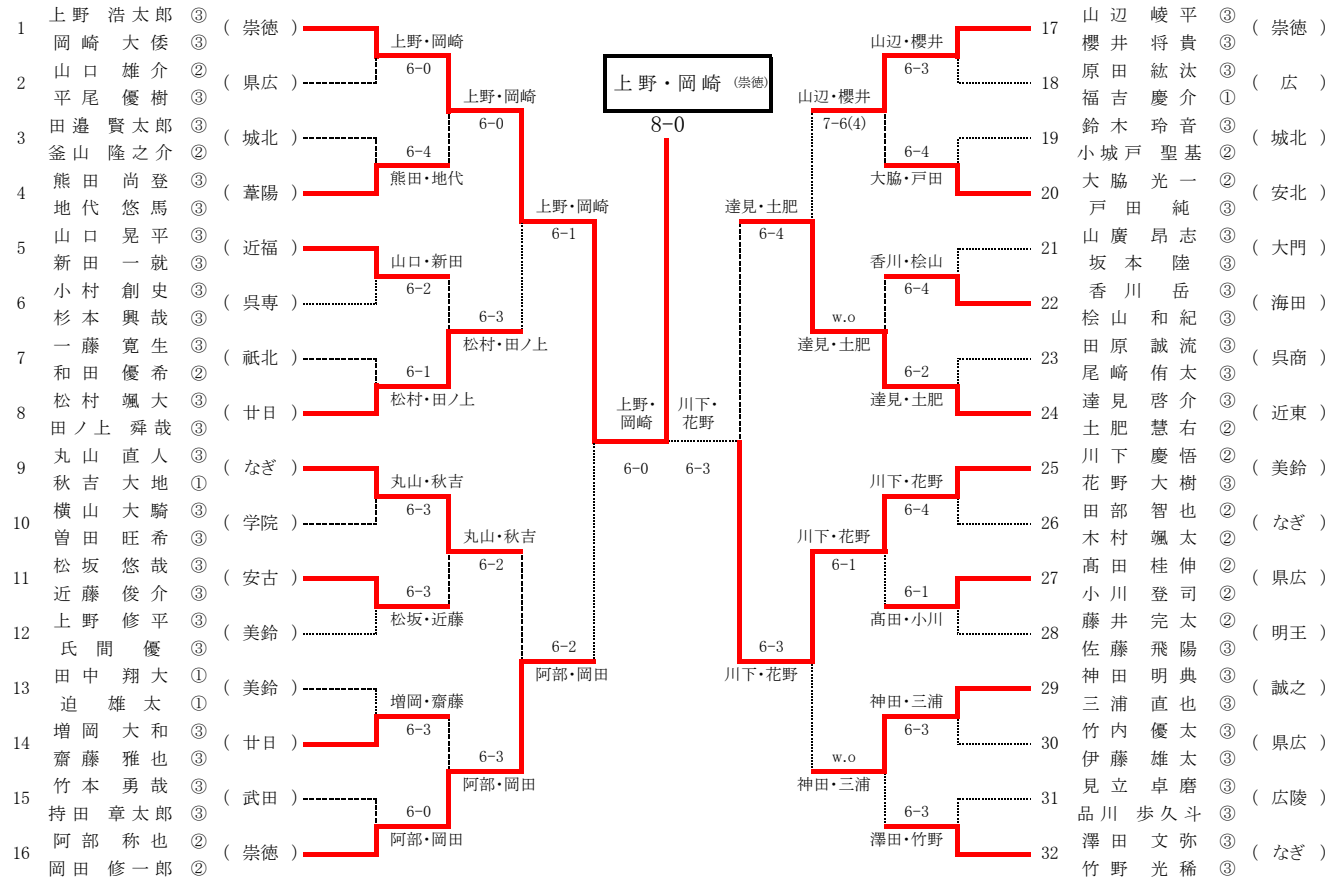 上野・岡崎 (崇徳)
8-0
1 上野 浩太郎 ③ ( 崇徳 )
岡崎 大倭 ③
2 山口 雄介 ② ( 県広 )
平尾 優樹 ③
3 田邉 賢太郎 ③ ( 城北 )
釜山 隆之介 ②
4 熊田 尚登 ③ ( 葦陽 )
地代 悠馬 ③
5 山口 晃平 ③ ( 近福 )
新田 一就 ③
6 小村 創史 ③ ( 呉専 )
杉本 興哉 ③
7 一藤 寛生 ③ ( 祇北 )
和田 優希 ②
8 松村 颯大 ③ ( 廿日 )
田ノ上 舜哉 ③
9 丸山 直人 ③ ( なぎ )
秋吉 大地 ①
10 横山 大騎 ③ ( 学院 )
曽田 旺希 ③
11 松坂 悠哉 ③ ( 安古 )
近藤 俊介 ③
12 上野 修平 ③ ( 美鈴 )
氏間 優 ③
13 田中 翔大 ① ( 美鈴 )
迫 雄太 ①
14 増岡 大和 ③ ( 廿日 )
齋藤 雅也 ③
15 竹本 勇哉 ③ ( 武田 )
持田 章太郎 ③
16 阿部 称也 ② ( 崇徳 )
岡田 修一郎 ②
上野・岡崎
6-0
上野・岡崎
6-0
6-4
熊田・地代
上野・岡崎
6-1
山口・新田
6-2
6-3
松村・田ノ上
6-1
松村・田ノ上
上野・
岡崎
6-0
丸山・秋吉
6-3
丸山・秋吉
6-2
6-3
松坂・近藤
6-2
阿部・岡田
増岡・齋藤
6-3
6-3
阿部・岡田
6-0
阿部・岡田
川下・
花野
6-3
山辺・櫻井
6-3
山辺・櫻井
7-6(4)
6-4
大脇・戸田
達見・土肥
6-4
香川・桧山
6-4
w.o
達見・土肥
6-2
達見・土肥
川下・花野
6-4
川下・花野
6-1
6-1
髙田・小川
6-3
川下・花野
神田・三浦
6-3
w.o
神田・三浦
6-3
澤田・竹野
17 山辺 崚平 ③ ( 崇徳 )
櫻井 将貴 ③
18 原田 紘汰 ③ ( 広 )
福吉 慶介 ①
19 鈴木 玲音 ③ ( 城北 )
小城戸 聖基 ②
20 大脇 光一 ② ( 安北 )
戸田 純 ③
21 山廣 昂志 ③ ( 大門 )
坂本 陸 ③
22 香川 岳 ③ ( 海田 )
桧山 和紀 ③
23 田原 誠流 ③ ( 呉商 )
尾﨑 侑太 ③
24 達見 啓介 ③ ( 近東 )
土肥 慧右 ②
25 川下 慶悟 ② ( 美鈴 )
花野 大樹 ③
26 田部 智也 ② ( なぎ )
木村 颯太 ②
27 髙田 桂伸 ② ( 県広 )
小川 登司 ②
28 藤井 完太 ② ( 明王 )
佐藤 飛陽 ③
29 神田 明典 ③ ( 誠之 )
三浦 直也 ③
30 竹内 優太 ③ ( 県広 )
伊藤 雄太 ③
31 見立 卓磨 ③ ( 広陵 )
品川 歩久斗 ③
32 澤田 文弥 ③ ( なぎ )
竹野 光稀 ③